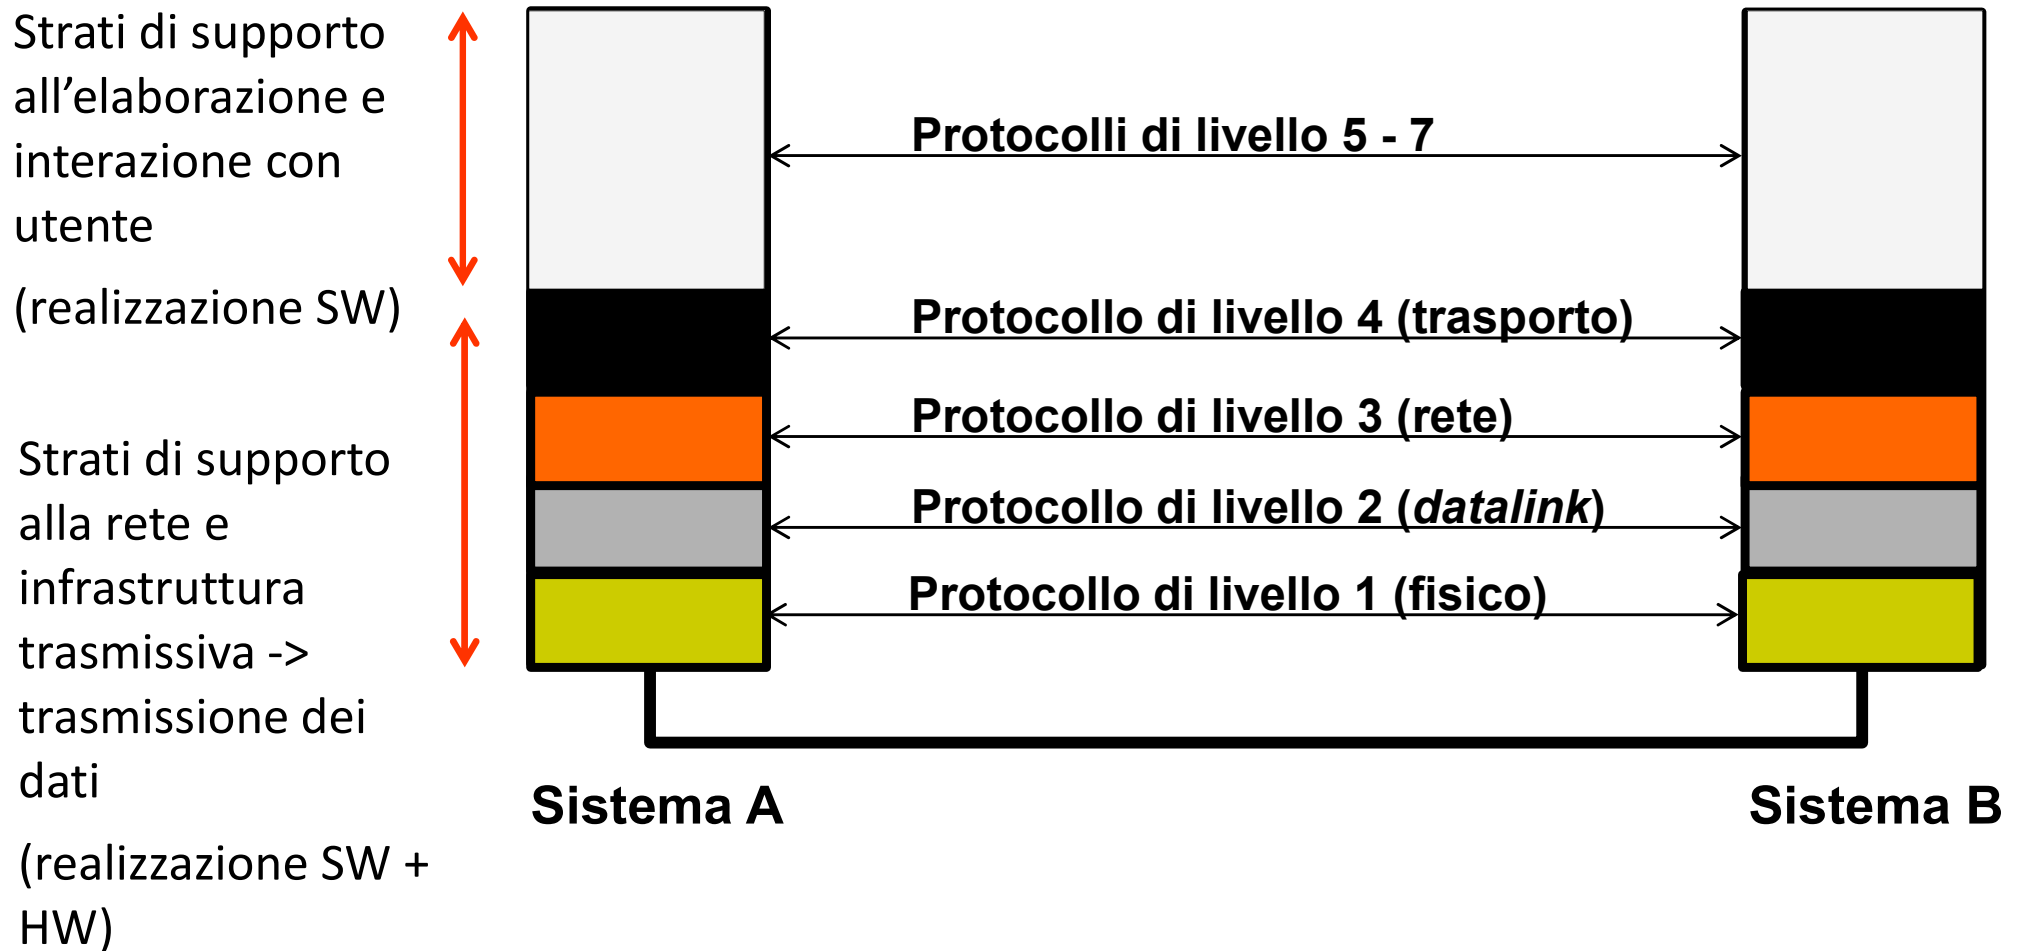 Strati di supporto
all’elaborazione e
interazione con
utente
(realizzazione SW)
Strati di supporto
alla rete e
infrastruttura
trasmissiva ->
trasmissione dei
dati
(realizzazione SW +
HW)
Protocolli di livello 5 - 7
Protocollo di livello 4 (trasporto)
Protocollo di livello 3 (rete)
Protocollo di livello 2 (datalink)
Protocollo di livello 1 (fisico)
Sistema A
Sistema B